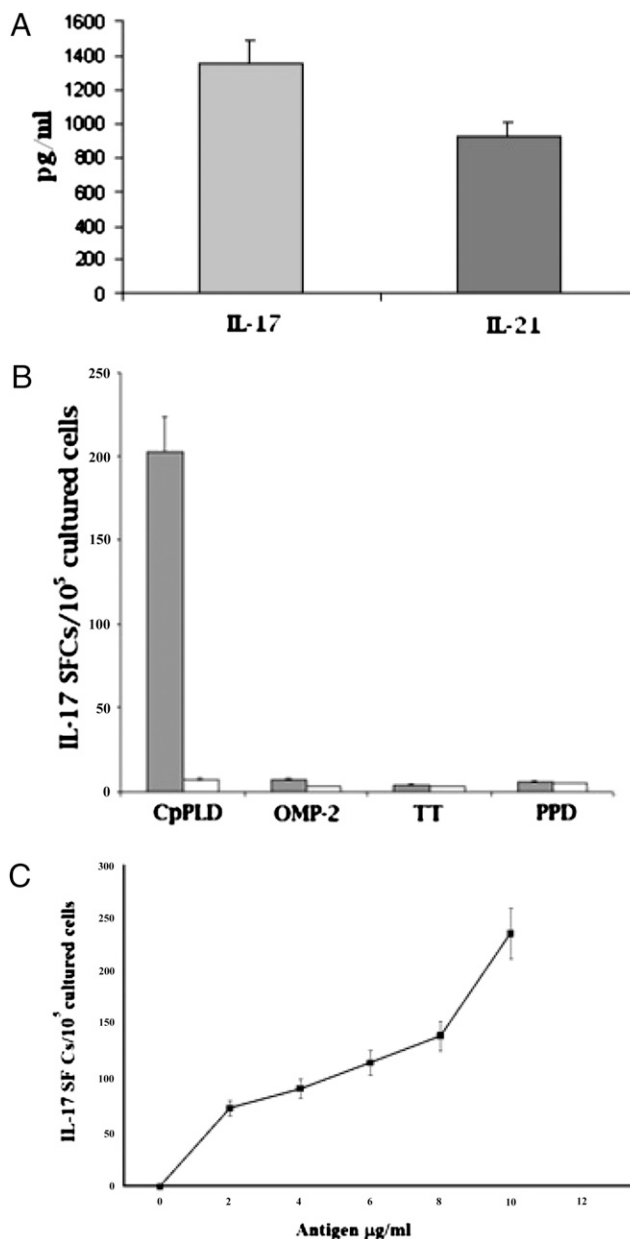 A
pg/ml
1600
1400
1200
1000
800
600
400
200
0
IL-17 IL-21
B
IL-17 SFCs/10⁵ cultured cells
250
200
150
100
50
0
CpPLD OMP-2 TT PPD
C
IL-17 SF Cs/10⁵ cultured cells
300
250
200
150
100
50
0
0 2 4 6 8 10 12
Antigen µg/ml